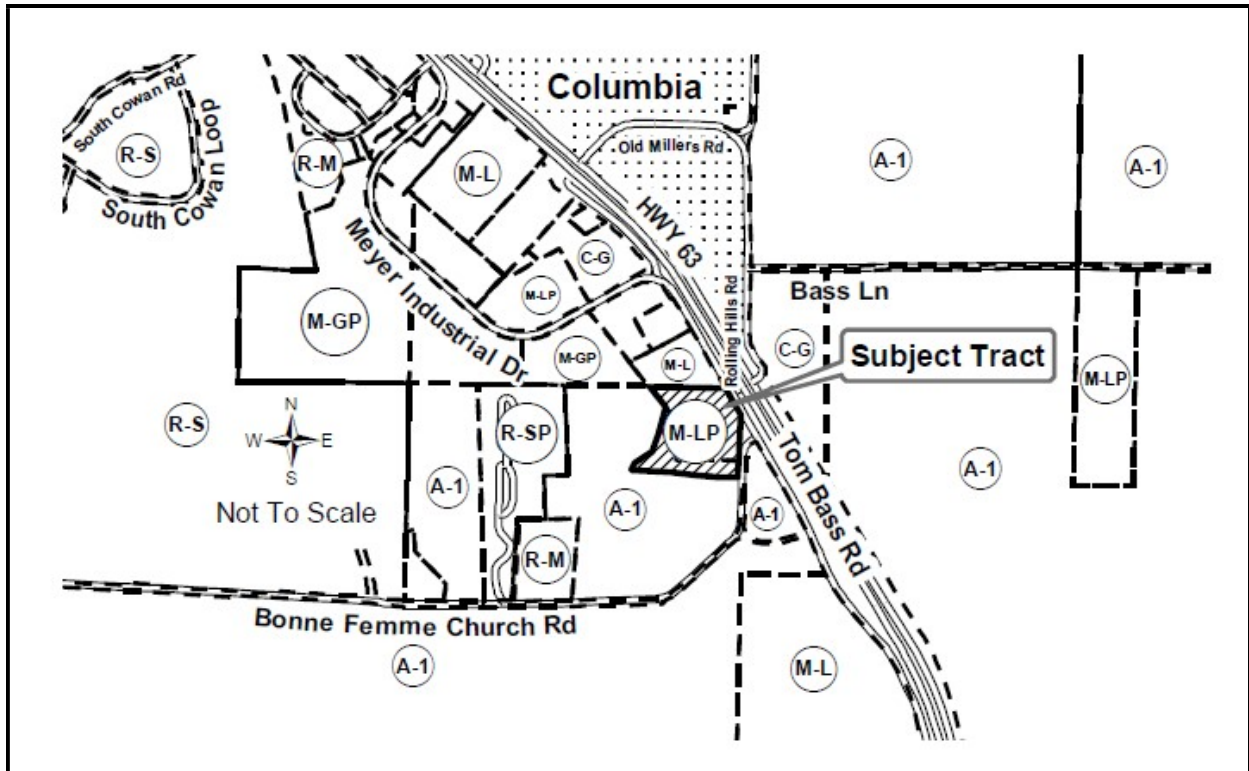 Columbia
South Cowan Rd
R-S
South Cowan Loop
R-M
M-L
Old Millers Rd
A-1
A-1
HWY 63
Meyer Industrial Dr
C-G
M-LP
Rolling Hills Rd
Bass Ln
M-GP
M-GP
M-L
C-G
Subject Tract
M-LP
R-S
N
W E
S
Not To Scale
R-SP
M-LP
A-1
A-1
A-1
A-1
Tom Bass Rd
R-M
Bonne Femme Church Rd
A-1
M-L